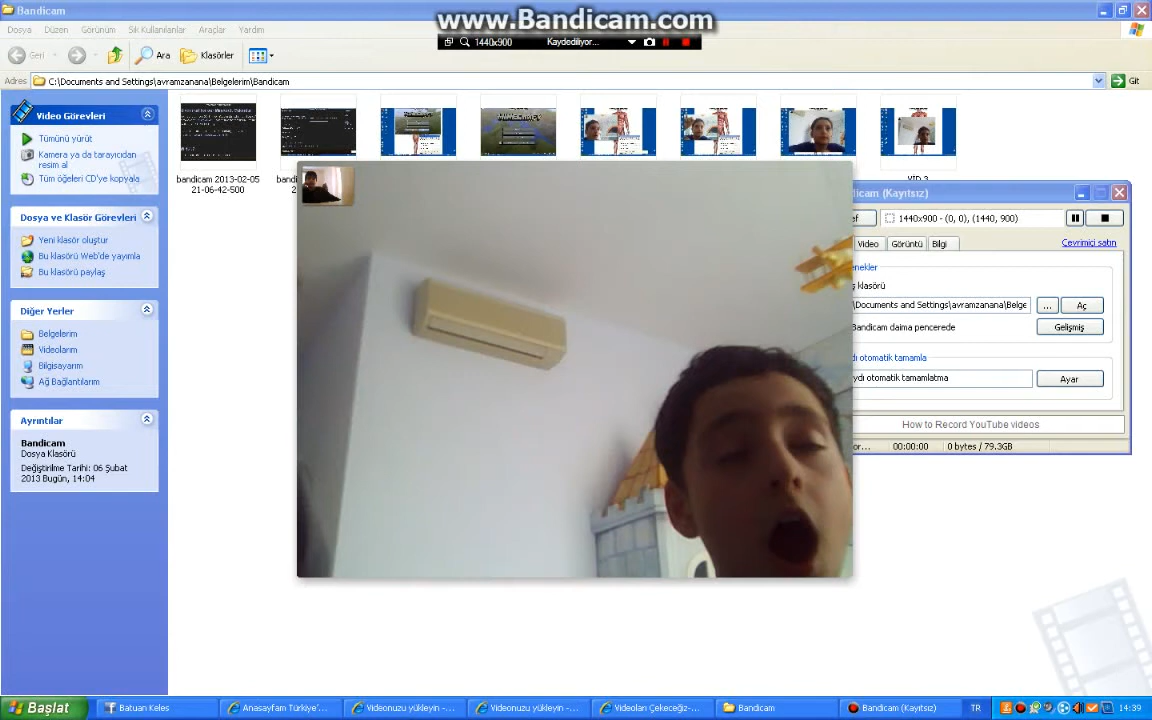 Bandicam
www.Bandicam.com
1440x900 Kaydediliyor...
Dosya Düzen Görünüm Sık Kullanılanlar Araçlar Yardım
Geri Ara Klasörler
Adres C:\Documents and Settings\avramzanana\Belgelerim\Bandicam Git
Video Görevleri
Tümünü yürüt
Kamera ya da tarayıcıdan
resim al
Tüm öğeleri CD'ye kopyala
bandicam 2013-02-05
21-06-42-500
Dosya ve Klasör Görevleri
Yeni klasör oluştur
Bu klasörü Web'de yayımla
Bu klasörü paylaş
Diğer Yerler
Belgelerim
Videolarım
Bilgisayarım
Ağ Bağlantılarım
Ayrıntılar
Bandicam
Dosya Klasörü
Değiştirilme Tarihi: 06 Şubat
2013 Bugün, 14:04
dicam (Kayıtsız)
ef 1440x900 - (0, 0), (1440, 900)
Video Görüntü Bilgi Çevrimiçi satın
enekler
ş klasörü
\Documents and Settings\avramzanana\Belge ... Aç
Bandicam daima pencerede Gelişmiş
dı otomatik tamamla
ydı otomatik tamamlatma Ayar
How to Record YouTube videos
or... 00:00:00 0 bytes / 79.3GB
Başlat Batuan Keles Anasayfam Türkiye'... Videonuzu yükleyin -... Videonuzu yükleyin -... Videoları Çekeceğiz-... Bandicam Bandicam (Kayıtsız) TR 14:39